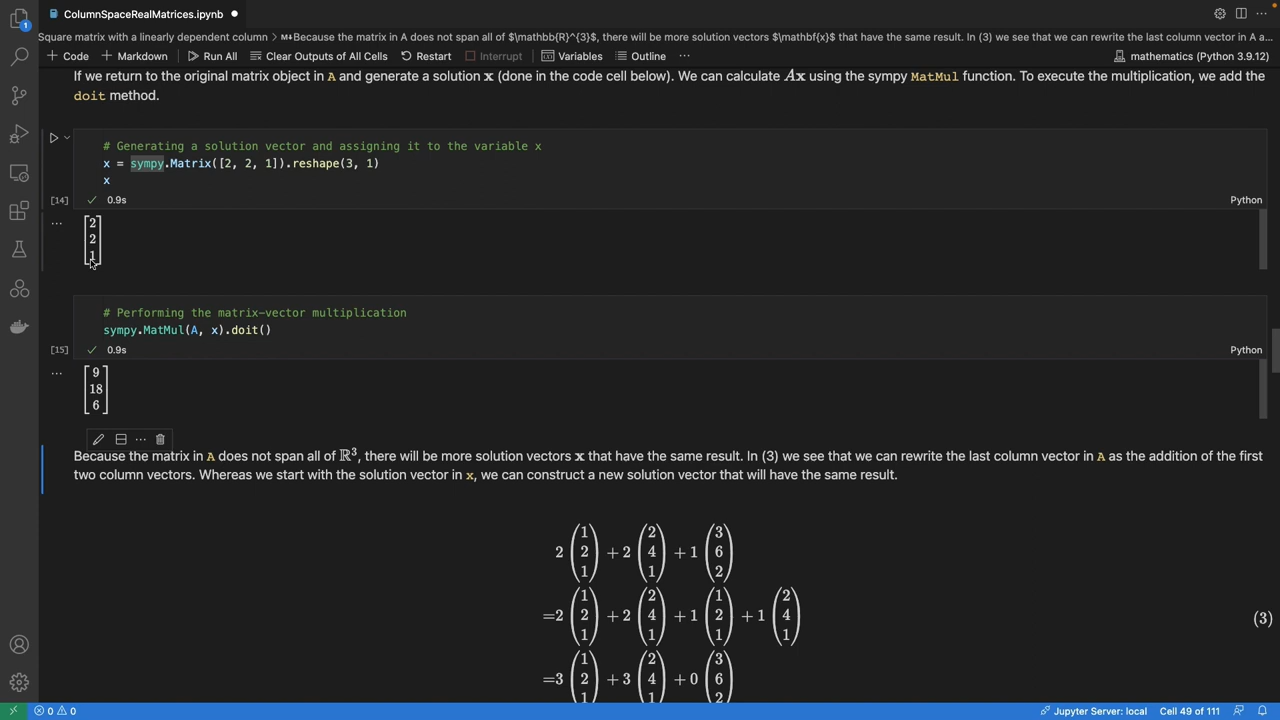 ColumnSpaceRealMatrices.ipynb
Square matrix with a linearly dependent column > M↓Because the matrix in A does not span all of $\mathbb{R}^{3}$, there will be more solution vectors $\mathbf{x}$ that have the same result. In (3) we see that we can rewrite the last column vector in A a...
+ Code + Markdown Run All Clear Outputs of All Cells Restart Interrupt Variables Outline ... mathematics (Python 3.9.12)
If we return to the original matrix object in A and generate a solution x (done in the code cell below). We can calculate Ax using the sympy MatMul function. To execute the multiplication, we add the
doit method.
# Generating a solution vector and assigning it to the variable x
x = sympy.Matrix([2, 2, 1]).reshape(3, 1)
x
[14] ✓ 0.9s Python
2
2
1
# Performing the matrix-vector multiplication
sympy.MatMul(A, x).doit()
[15] ✓ 0.9s Python
9
18
6
Because the matrix in A does not span all of ℝ³, there will be more solution vectors x that have the same result. In (3) we see that we can rewrite the last column vector in A as the addition of the first
two column vectors. Whereas we start with the solution vector in x, we can construct a new solution vector that will have the same result.
2 (1 2 1) + 2 (2 4 1) + 1 (3 6 2)
= 2 (1 2 1) + 2 (2 4 1) + 1 (1 2 1) + 1 (2 4 1) (3)
= 3 (1 2 1) + 3 (2 4 1) + 0 (3 6 2)
0 0 Jupyter Server: local Cell 49 of 111
1